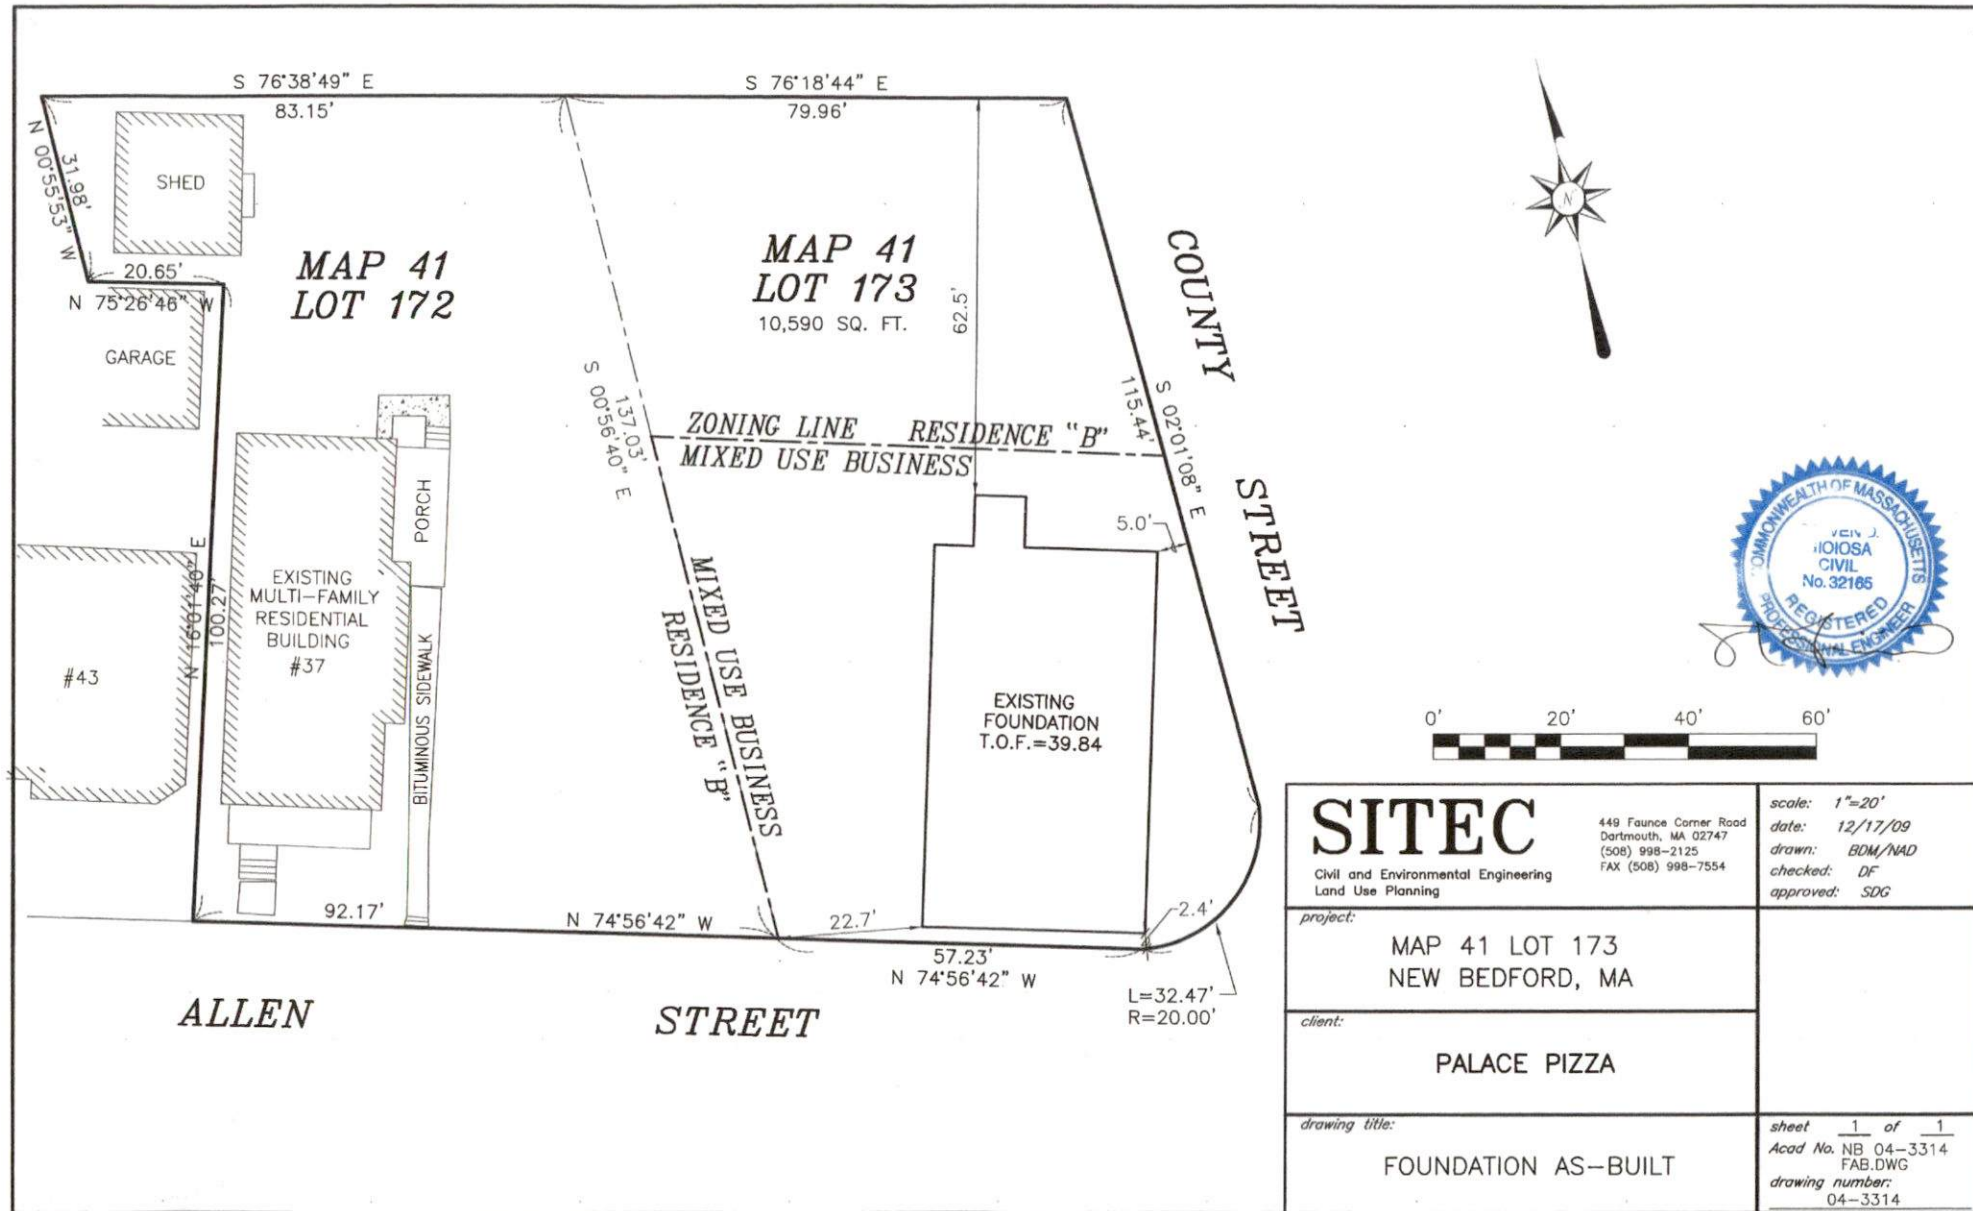 S 76°38'49" E
83.15'
S 76°18'44" E
79.96'
N 00°55'53" W
31.98'
SHED
20.65'
N 75°26'46" W
GARAGE
MAP 41
LOT 172
MAP 41
LOT 173
10,590 SQ. FT.
62.5'
COUNTY
STREET
N
S 02°01'08" E
115.44'
137.03'
S 00°56'40" E
ZONING LINE RESIDENCE "B"
MIXED USE BUSINESS
5.0'
MIXED USE BUSINESS
RESIDENCE "B"
PORCH
EXISTING
MULTI-FAMILY
RESIDENTIAL
BUILDING
#37
BITUMINOUS SIDEWALK
N 16°01'40" E
100.27'
#43
EXISTING
FOUNDATION
T.O.F.=39.84
92.17'
N 74°56'42" W
22.7'
2.4'
57.23'
N 74°56'42" W
L=32.47'
R=20.00'
ALLEN STREET
COMMONWEALTH OF MASSACHUSETTS
CIVIL
No. 32165
REGISTERED
PROFESSIONAL ENGINEER
0' 20' 40' 60'
SITEC
Civil and Environmental Engineering
Land Use Planning
449 Faunce Corner Road
Dartmouth, MA 02747
(508) 998-2125
FAX (508) 998-7554
scale: 1"=20'
date: 12/17/09
drawn: BDM/NAD
checked: DF
approved: SDG
project:
MAP 41 LOT 173
NEW BEDFORD, MA
client:
PALACE PIZZA
drawing title:
FOUNDATION AS-BUILT
sheet 1 of 1
Acad No. NB 04-3314
FAB.DWG
drawing number:
04-3314